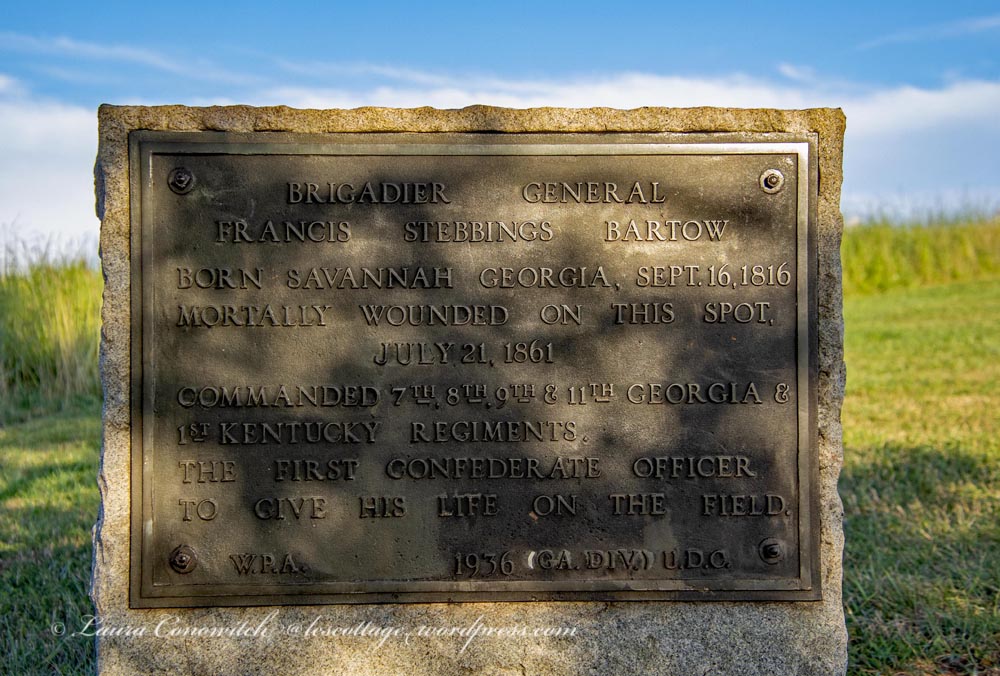 BRIGADIER GENERAL
FRANCIS STEBBINGS BARTOW
BORN SAVANNAH GEORGIA, SEPT. 16, 1816
MORTALLY WOUNDED ON THIS SPOT,
JULY 21, 1861
COMMANDED 7TH, 8TH, 9TH & 11TH GEORGIA &
1ST KENTUCKY REGIMENTS.
THE FIRST CONFEDERATE OFFICER
TO GIVE HIS LIFE ON THE FIELD.
W.P.A. 1936 (GA. DIV.) U.D.C.
© Laura Conowitch @lcscottage.wordpress.com